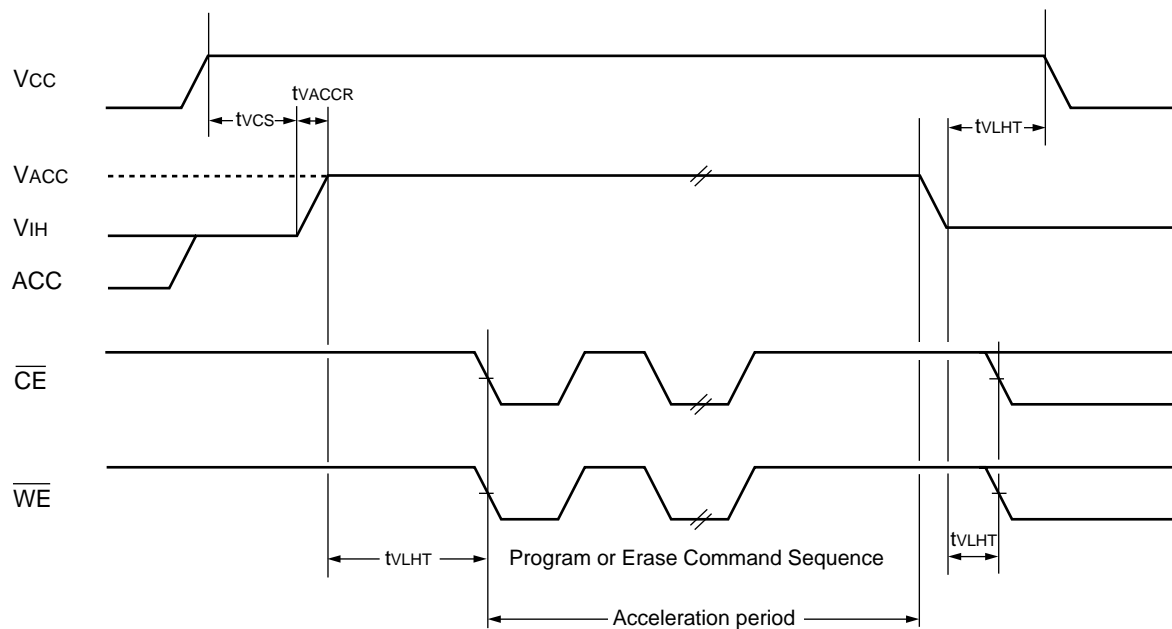 VCC
tVACCR
tVCS
tVLHT
VACC
VIH
ACC
CE
WE
tVLHT
Program or Erase Command Sequence
tVLHT
Acceleration period